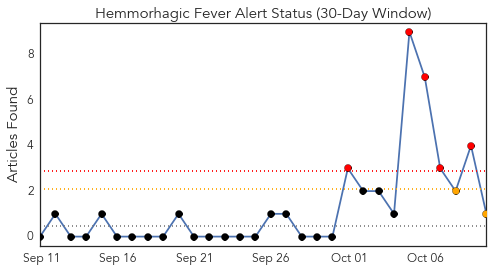 Hemmorhagic Fever Alert Status (30-Day Window)
Articles Found
8
6
4
2
0
Sep 11 Sep 16 Sep 21 Sep 26 Oct 01 Oct 06